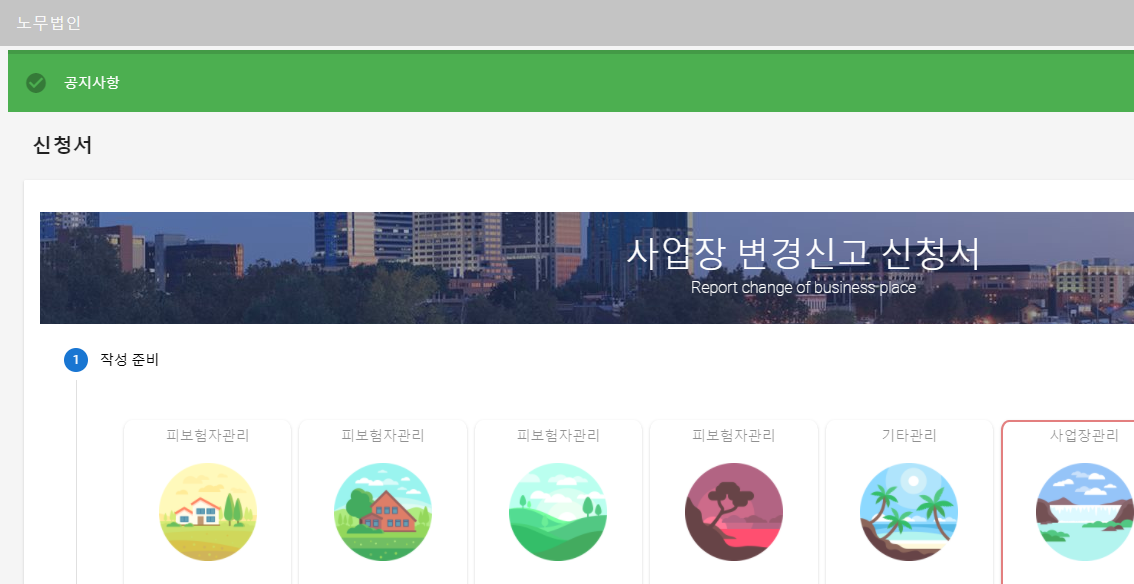 노무법인
공지사항
신청서
사업장 변경신고 신청서
Report change of business place
1 작성 준비
피보험자관리 피보험자관리 피보험자관리 피보험자관리 기타관리 사업장관리